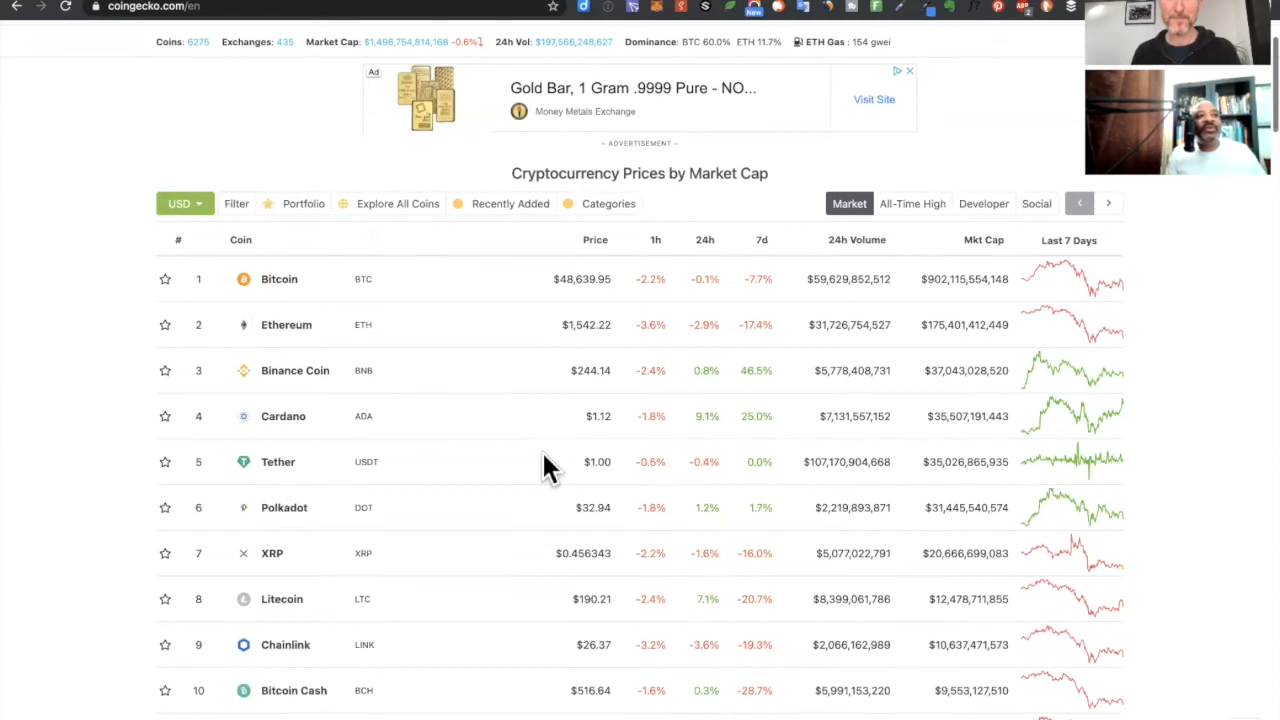 coingecko.com/en
New
ABP
2
Coins: 6275 Exchanges: 435 Market Cap: $1,496,754,814,168 -0.6% 24h Vol: $197,566,248,627 Dominance: BTC 60.0% ETH 11.7% ETH Gas : 154 gwei
Ad
Gold Bar, 1 Gram .9999 Pure - NO...
Money Metals Exchange
Visit Site
– ADVERTISEMENT –
Cryptocurrency Prices by Market Cap
USD Filter Portfolio Explore All Coins Recently Added Categories Market All-Time High Developer Social
# Coin Price 1h 24h 7d 24h Volume Mkt Cap Last 7 Days
1 Bitcoin BTC $48,639.95 -2.2% -0.1% -7.7% $59,629,852,512 $902,115,554,148
2 Ethereum ETH $1,542.22 -3.6% -2.9% -17.4% $31,726,754,527 $175,401,412,449
3 Binance Coin BNB $244.14 -2.4% 0.8% 46.5% $5,778,408,731 $37,043,028,520
4 Cardano ADA $1.12 -1.8% 9.1% 25.0% $7,131,557,152 $35,507,191,443
5 Tether USDT $1.00 -0.5% -0.4% 0.0% $107,170,904,668 $35,026,865,935
6 Polkadot DOT $32.94 -1.8% 1.2% 1.7% $2,219,893,871 $31,445,540,574
7 XRP XRP $0.456343 -2.2% -1.6% -16.0% $5,077,022,791 $20,666,699,083
8 Litecoin LTC $190.21 -2.4% 7.1% -20.7% $8,399,061,786 $12,478,711,855
9 Chainlink LINK $26.37 -3.2% -3.6% -19.3% $2,066,162,989 $10,637,471,573
10 Bitcoin Cash BCH $516.64 -1.6% 0.3% -28.7% $5,991,153,220 $9,553,127,510